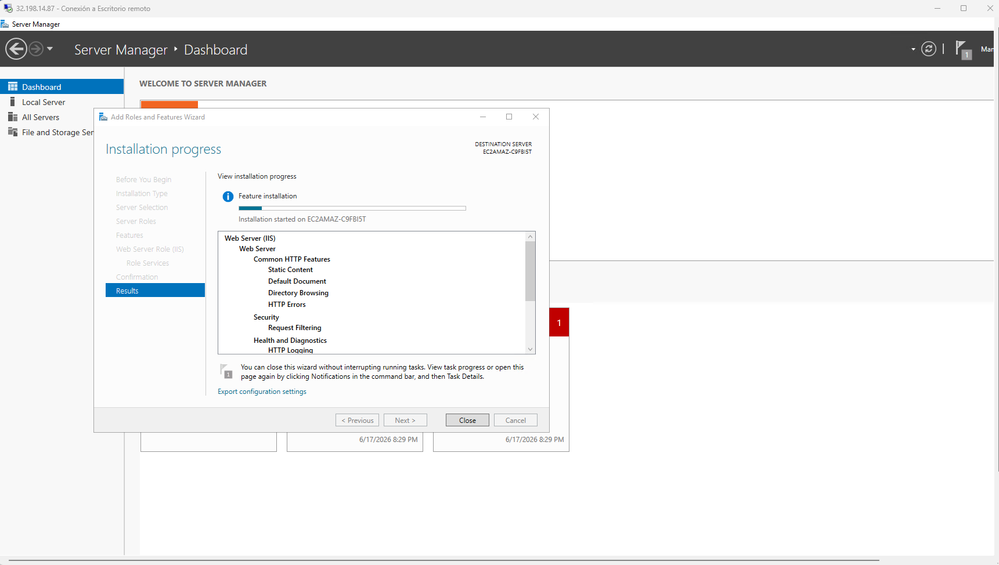 32.198.14.87 - Conexión a Escritorio remoto
Server Manager
Server Manager ‣ Dashboard
1
Man
Dashboard
Local Server
All Servers
File and Storage Ser
WELCOME TO SERVER MANAGER
Add Roles and Features Wizard
Installation progress
DESTINATION SERVER
EC2AMAZ-C9FBI5T
Before You Begin
Installation Type
Server Selection
Server Roles
Features
Web Server Role (IIS)
Role Services
Confirmation
Results
View installation progress
Feature installation
Installation started on EC2AMAZ-C9FBI5T
Web Server (IIS)
Web Server
Common HTTP Features
Static Content
Default Document
Directory Browsing
HTTP Errors
Security
Request Filtering
Health and Diagnostics
HTTP Logging
1
You can close this wizard without interrupting running tasks. View task progress or open this
page again by clicking Notifications in the command bar, and then Task Details.
Export configuration settings
< Previous
Next >
Close
Cancel
1
6/17/2026 8:29 PM
6/17/2026 8:29 PM